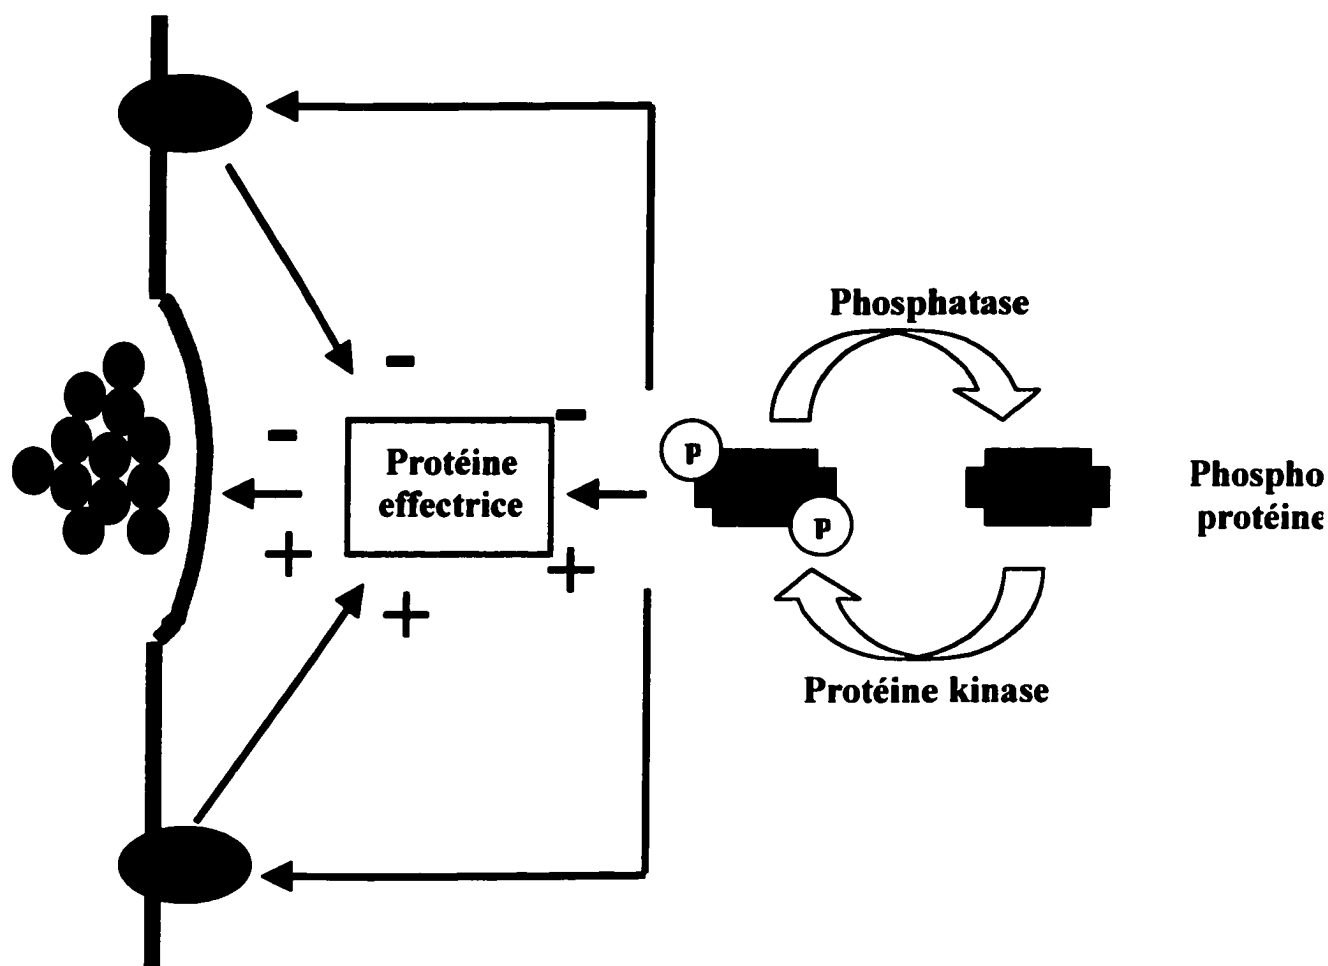 Phosphatase
-
-
-
P
Protéine
effectrice
Phospho
protéine
P
+
+
+
Protéine kinase